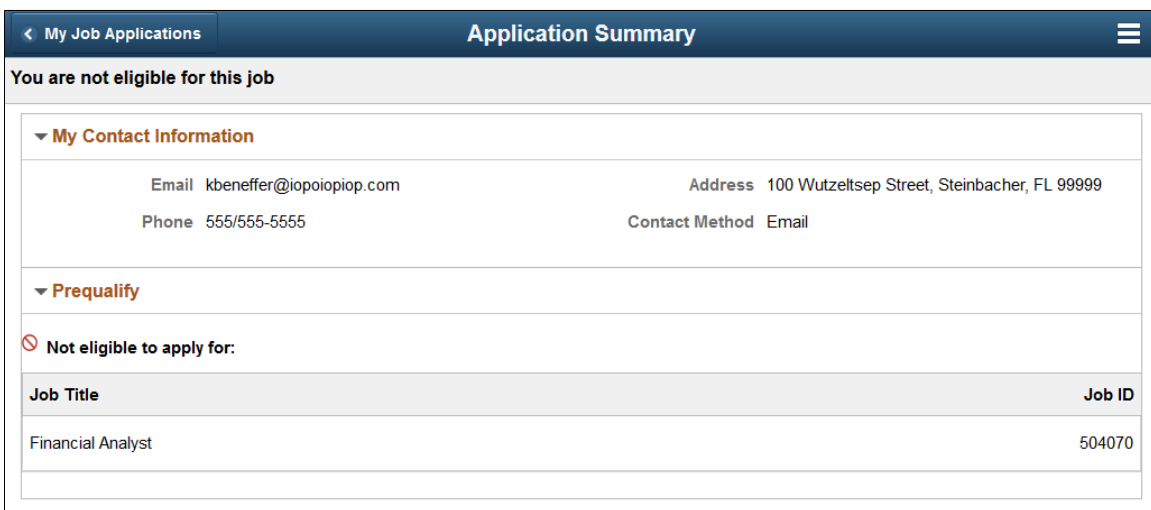 My Job Applications
Application Summary
You are not eligible for this job
My Contact Information
Email kbeneffer@iopoiopiop.com Address 100 Wutzeltsep Street, Steinbacher, FL 99999
Phone 555/555-5555 Contact Method Email
Prequalify
Not eligible to apply for:
Job Title Job ID
Financial Analyst 504070